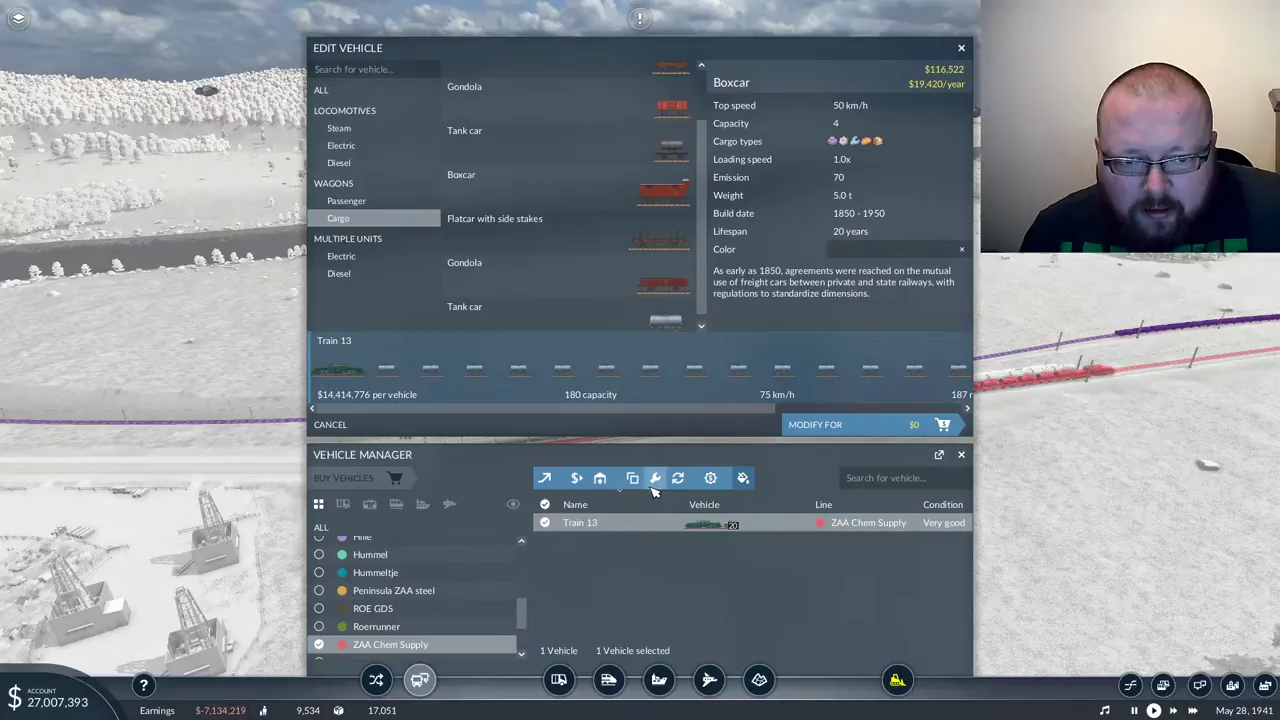 EDIT VEHICLE
Search for vehicle...
ALL
LOCOMOTIVES
Steam
Electric
Diesel
WAGONS
Passenger
Cargo
MULTIPLE UNITS
Electric
Diesel
Gondola
Tank car
Boxcar
Flatcar with side stakes
Gondola
Tank car
$116,522
Boxcar
$19,420/year
Top speed 50 km/h
Capacity 4
Cargo types
Loading speed 1.0x
Emission 70
Weight 5.0 t
Build date 1850 - 1950
Lifespan 20 years
Color
As early as 1850, agreements were reached on the mutual
use of freight cars between private and state railways, with
regulations to standardize dimensions.
Train 13
$14,414,776 per vehicle 180 capacity 75 km/h 187
CANCEL
MODIFY FOR $0
VEHICLE MANAGER
BUY VEHICLES
Search for vehicle...
Name Vehicle Line Condition
Train 13 20 ZAA Chem Supply Very good
ALL
Hummel
Hummeltje
Peninsula ZAA steel
ROE GDS
Roerrunner
ZAA Chem Supply
1 Vehicle 1 Vehicle selected
$ ACCOUNT
27,007,393
?
Earnings $-7,134,219 9,534 17,051
May 28, 1941